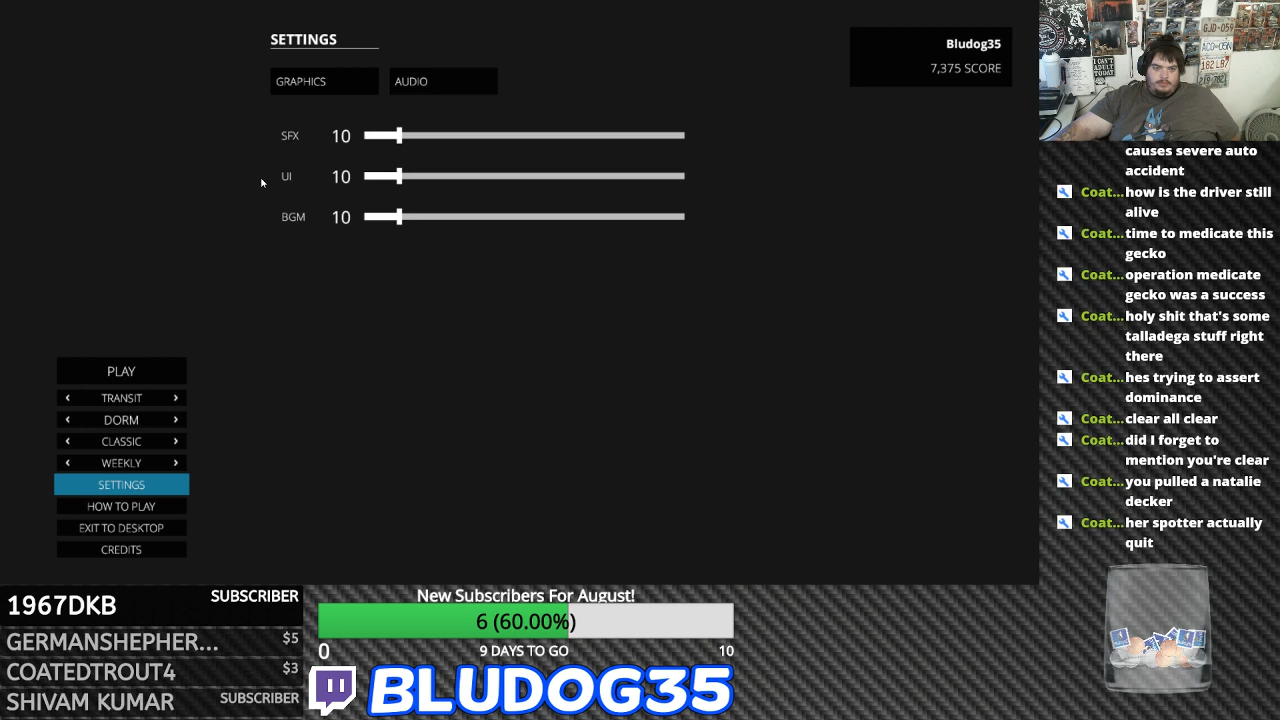 SETTINGS
GRAPHICS
AUDIO
SFX 10
UI 10
BGM 10
Bludog35
7,375 SCORE
PLAY
< TRANSIT >
< DORM >
< CLASSIC >
< WEEKLY >
SETTINGS
HOW TO PLAY
EXIT TO DESKTOP
CREDITS
I CAN'T
ADULT
TODAY
causes severe auto
accident
Coat...how is the driver still
alive
Coat...time to medicate this
gecko
Coat...operation medicate
gecko was a success
Coat...holy shit that's some
talladega stuff right
there
Coat...hes trying to assert
dominance
Coat...clear all clear
Coat...did I forget to
mention you're clear
Coat...you pulled a natalie
decker
Coat...her spotter actually
quit
1967DKB SUBSCRIBER
GERMANSHEPHER... $5
COATEDTROUT4 $3
SHIVAM KUMAR SUBSCRIBER
New Subscribers For August!
6 (60.00%)
0 9 DAYS TO GO 10
BLUDOG35